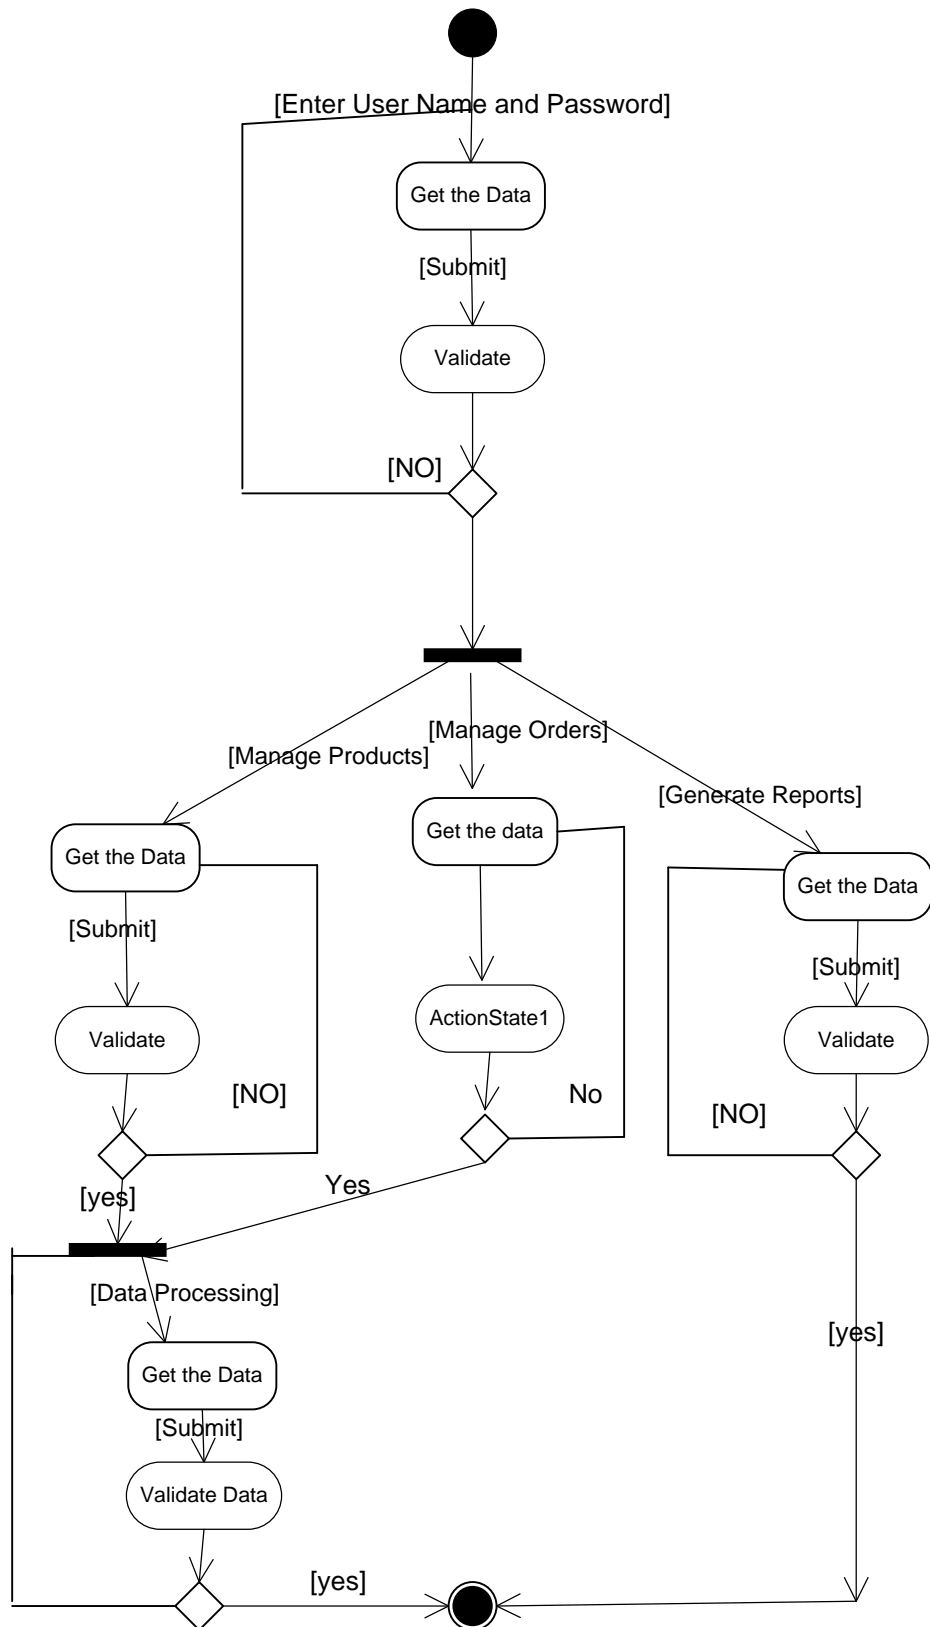 [Enter User Name and Password]
Get the Data
[Submit]
Validate
[NO]
[Manage Products]
[Manage Orders]
[Generate Reports]
Get the Data
[Submit]
Validate
[NO]
[yes]
Get the data
ActionState1
No
Yes
Get the Data
[Submit]
Validate
[NO]
[yes]
[Data Processing]
Get the Data
[Submit]
Validate Data
[yes]